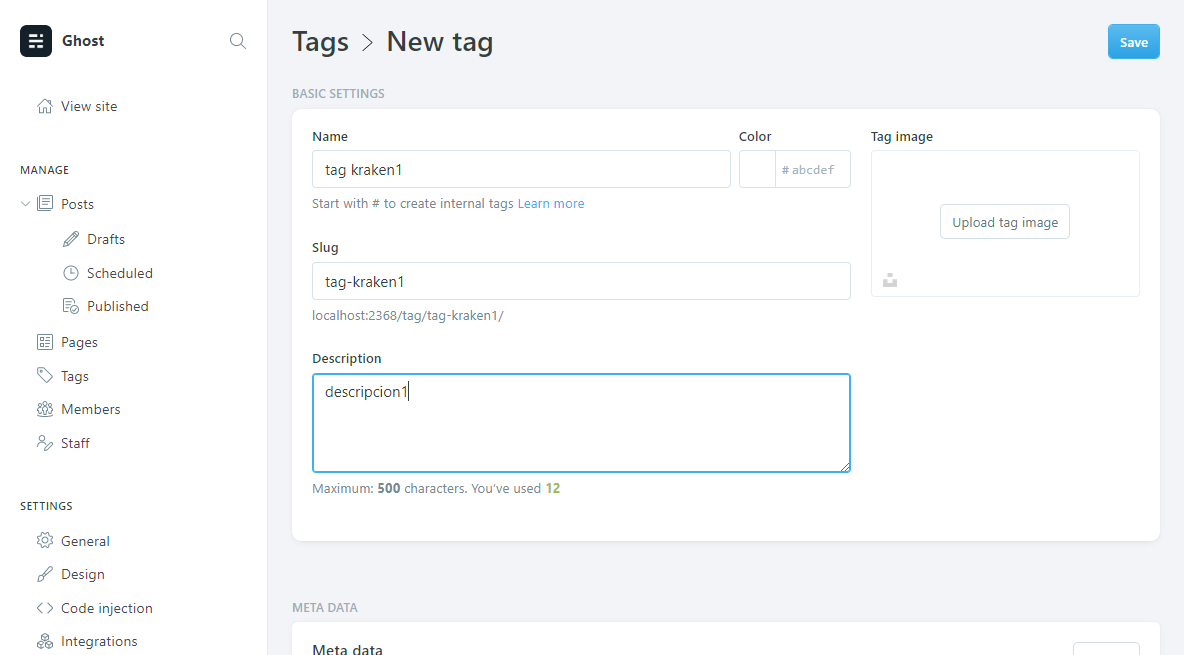 Ghost
View site
MANAGE
Posts
Drafts
Scheduled
Published
Pages
Tags
Members
Staff
SETTINGS
General
Design
Code injection
Integrations
Tags > New tag
Save
BASIC SETTINGS
Name
tag kraken1
Start with # to create internal tags Learn more
Color
# abcdef
Tag image
Upload tag image
Slug
tag-kraken1
localhost:2368/tag/tag-kraken1/
Description
descripcion1
Maximum: 500 characters. You've used 12
META DATA
Meta data